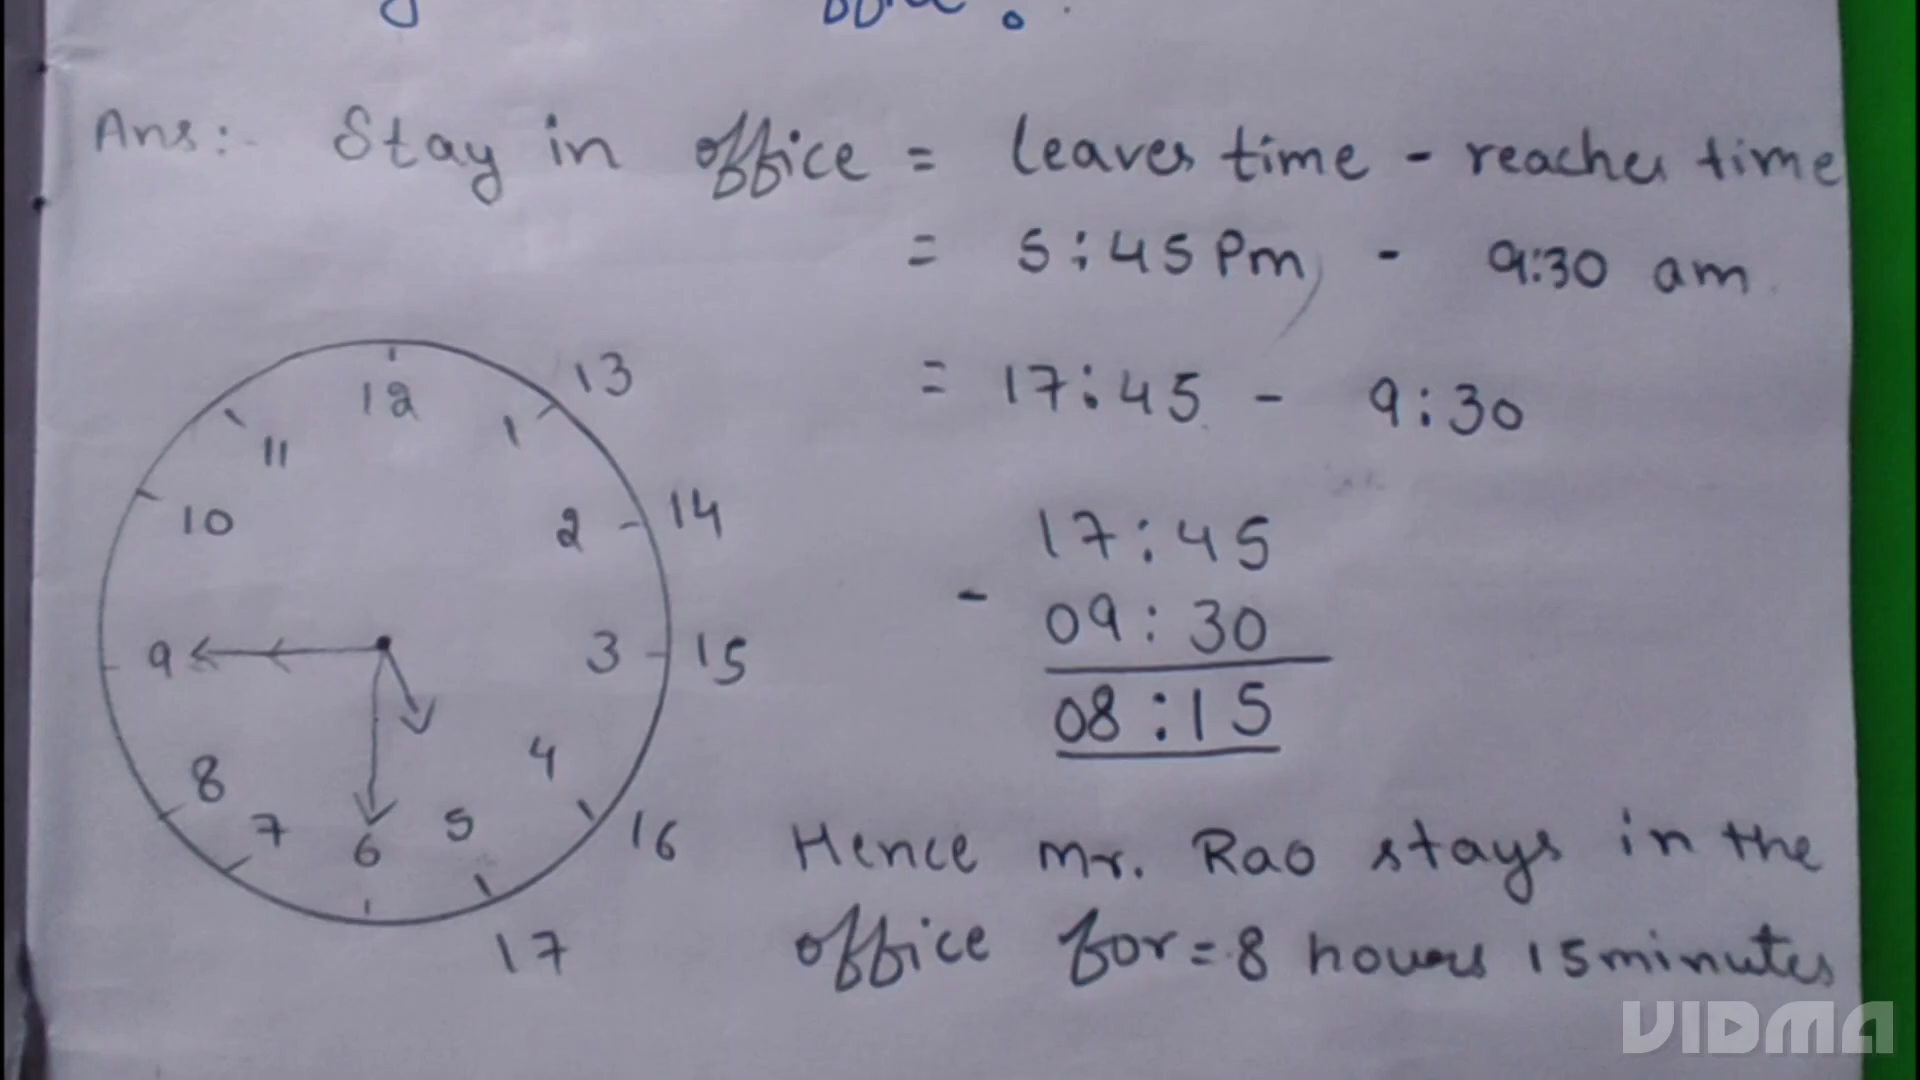 office.
Ans:- Stay in office = leaves time - reaches time
= 5:45 Pm - 9:30 am
= 17:45 - 9:30
17:45
- 09:30
08:15
Hence Mr. Rao stays in the
office for = 8 hours 15 minutes
12
1
2
3
4
5
6
7
8
9
10
11
13
14
15
16
17
VIDMA